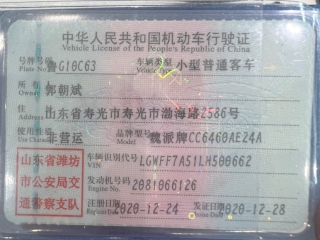 中华人民共和国机动车行驶证
Vehicle License of the People's Republic of China
号牌号码 鲁G10C63 车辆类型 小型普通客车
Plate No. Vehicle Type
所有人 郭朝斌
Owner
住址 山东省寿光市寿光市渤海路2586号
Address
使用性质 非营运 品牌型号 魏派牌CC6460AE24A
Use Character Model
山东省潍坊市公安局交通警察支队
车辆识别代号 LGWFF7A51LH500662
VIN
发动机号码 2081066126
Engine No.
注册日期 2020-12-24 发证日期 2020-12-28
Register Date Issue Date